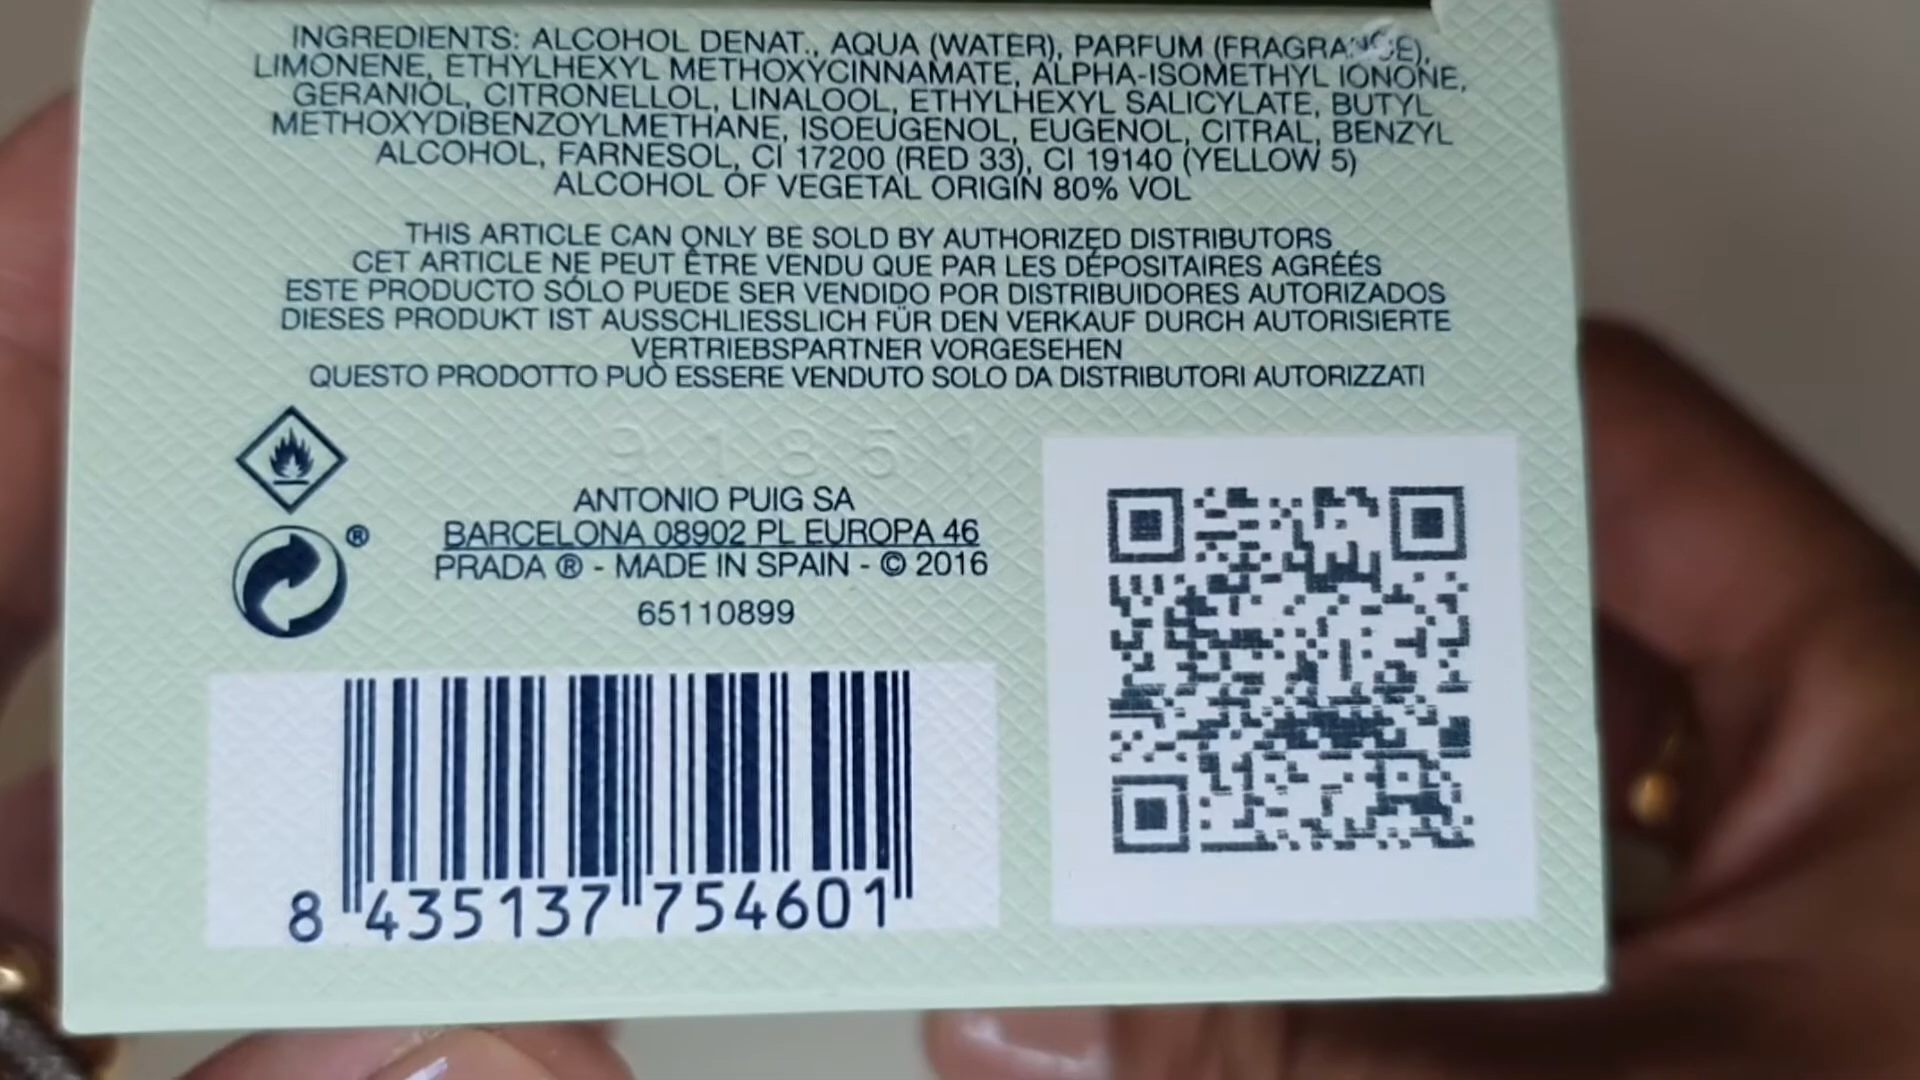 INGREDIENTS: ALCOHOL DENAT., AQUA (WATER), PARFUM (FRAGRANCE),
LIMONENE, ETHYLHEXYL METHOXYCINNAMATE, ALPHA-ISOMETHYL IONONE,
GERANIOL, CITRONELLOL, LINALOOL, ETHYLHEXYL SALICYLATE, BUTYL
METHOXYDIBENZOYLMETHANE, ISOEUGENOL, EUGENOL, CITRAL, BENZYL
ALCOHOL, FARNESOL, CI 17200 (RED 33), CI 19140 (YELLOW 5)
ALCOHOL OF VEGETAL ORIGIN 80% VOL
THIS ARTICLE CAN ONLY BE SOLD BY AUTHORIZED DISTRIBUTORS
CET ARTICLE NE PEUT ÊTRE VENDU QUE PAR LES DÉPOSITAIRES AGRÉÉS
ESTE PRODUCTO SÓLO PUEDE SER VENDIDO POR DISTRIBUIDORES AUTORIZADOS
DIESES PRODUKT IST AUSSCHLIESSLICH FÜR DEN VERKAUF DURCH AUTORISIERTE
VERTRIEBSPARTNER VORGESEHEN
QUESTO PRODOTTO PUÒ ESSERE VENDUTO SOLO DA DISTRIBUTORI AUTORIZZATI
91851
ANTONIO PUIG SA
BARCELONA 08902 PL EUROPA 46
PRADA ® - MADE IN SPAIN - © 2016
65110899
8 435137 754601